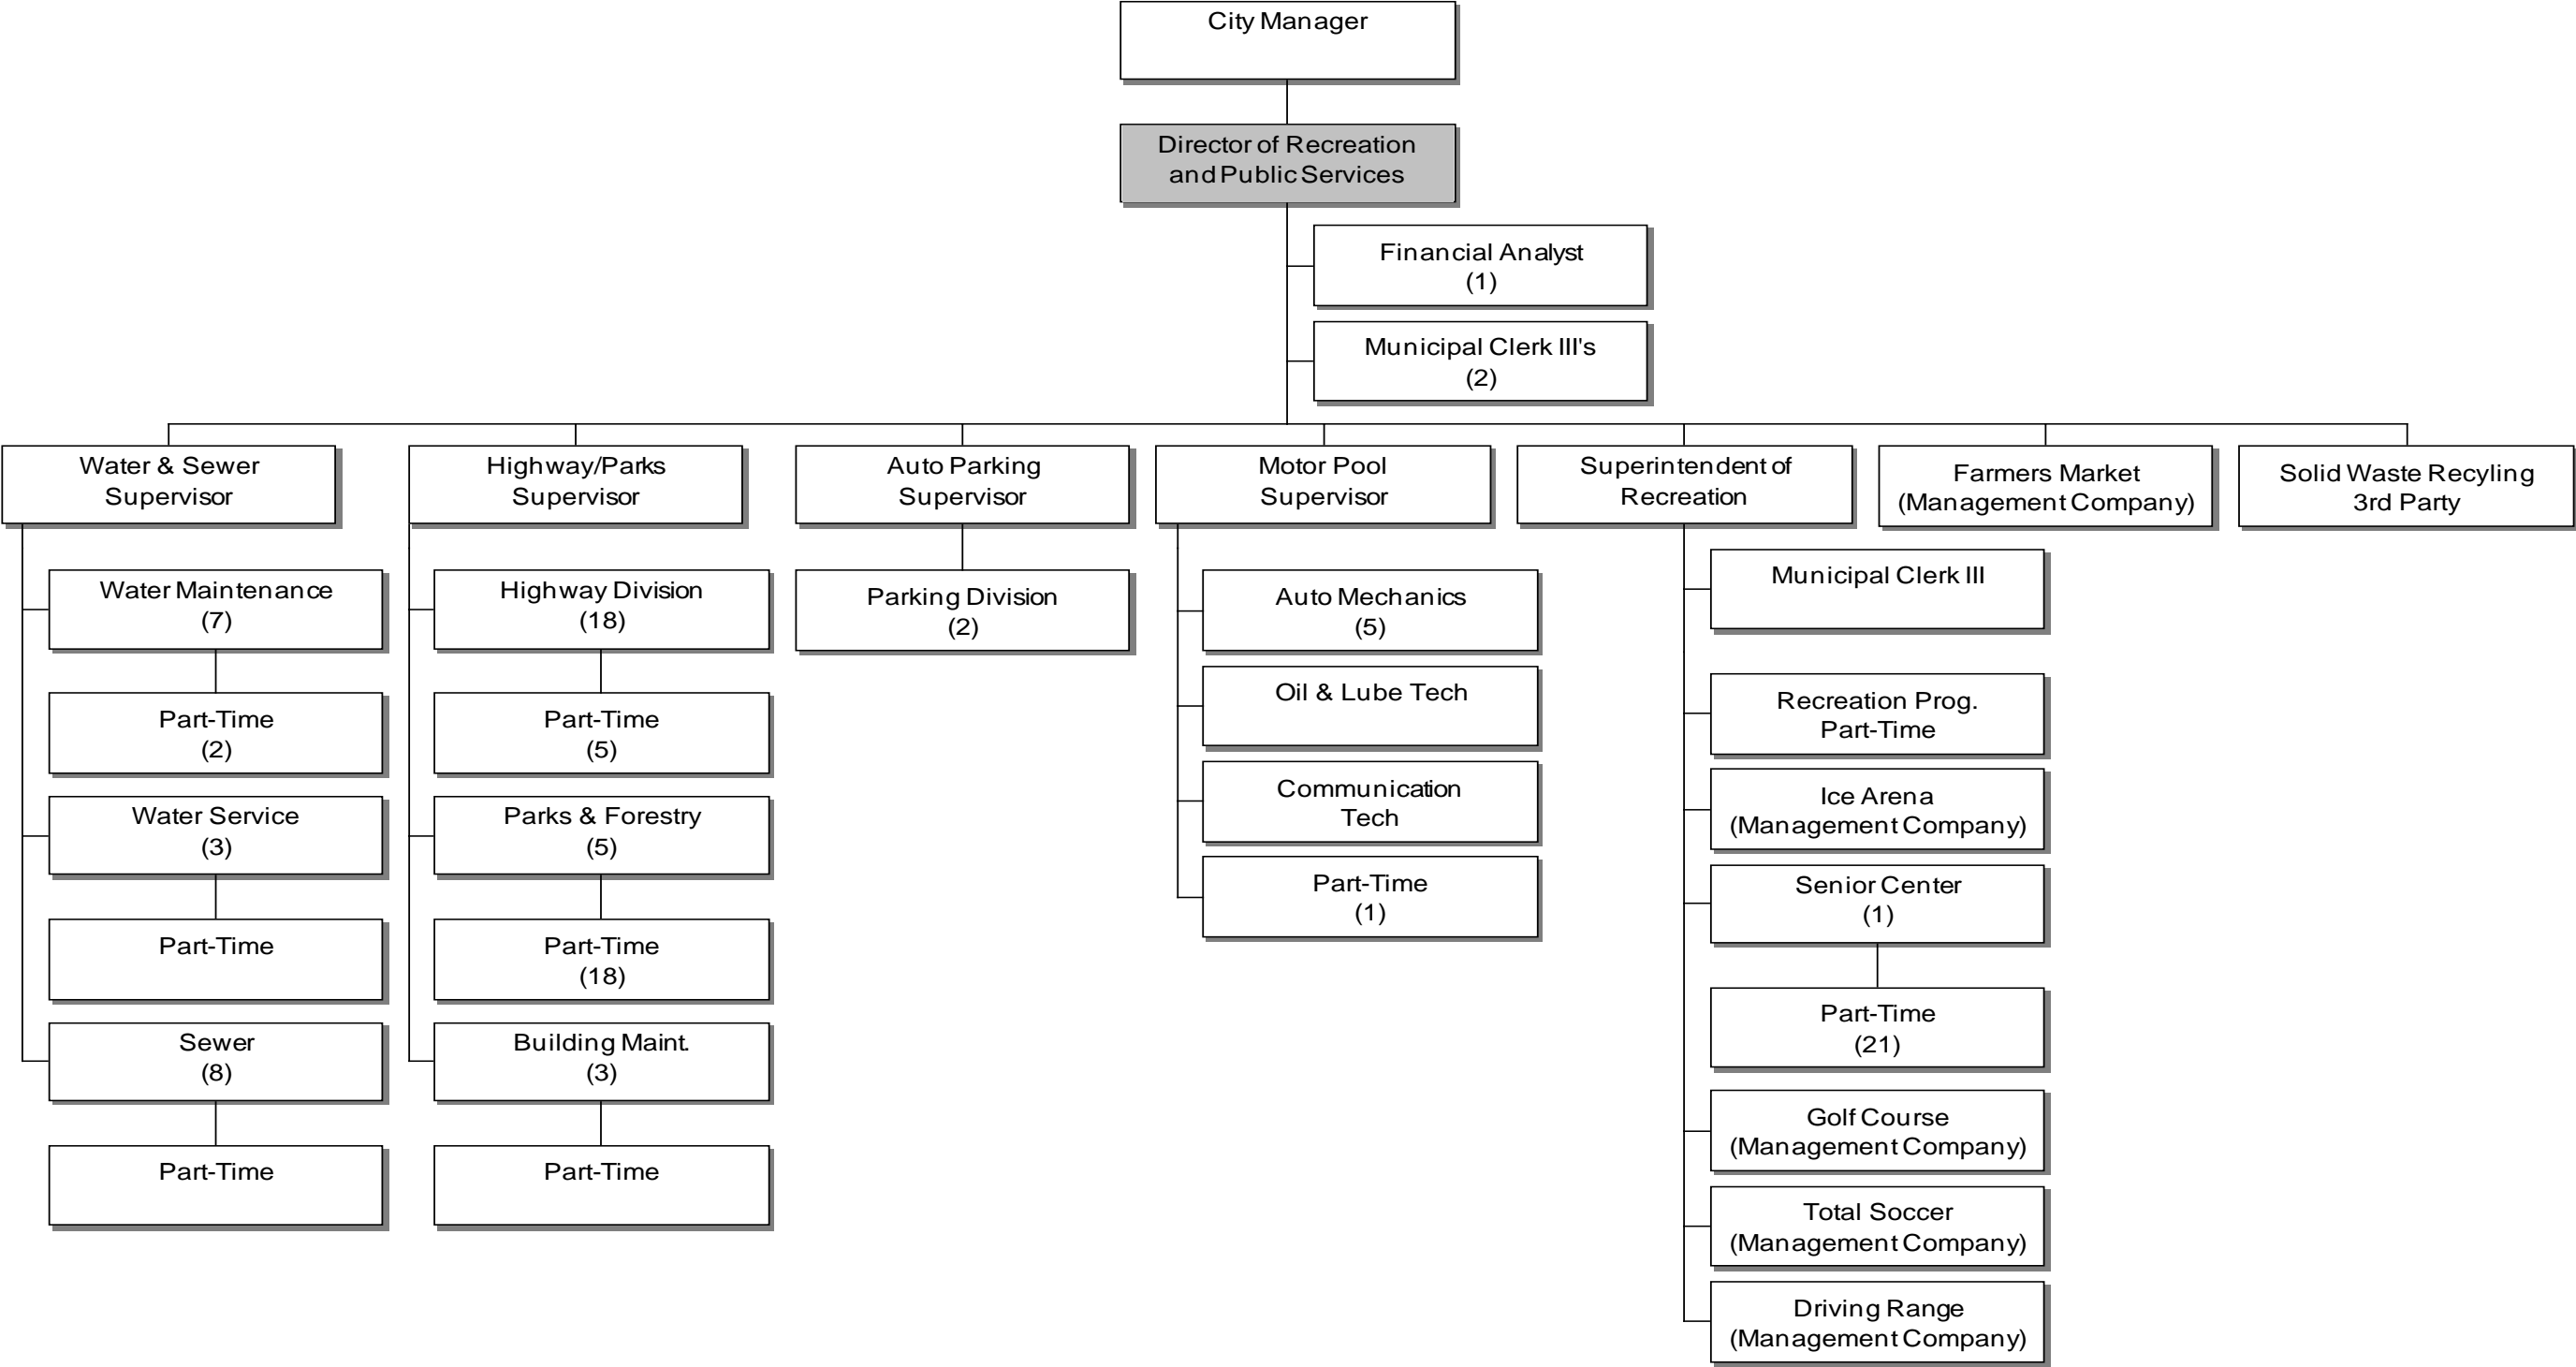 City Manager
Director of Recreation
and Public Services
Financial Analyst
(1)
Municipal Clerk III's
(2)
Water & Sewer
Supervisor
Highway/Parks
Supervisor
Auto Parking
Supervisor
Motor Pool
Supervisor
Superintendent of
Recreation
Farmers Market
(Management Company)
Solid Waste Recyling
3rd Party
Water Maintenance
(7)
Part-Time
(2)
Water Service
(3)
Part-Time
Sewer
(8)
Part-Time
Highway Division
(18)
Part-Time
(5)
Parks & Forestry
(5)
Part-Time
(18)
Building Maint.
(3)
Part-Time
Parking Division
(2)
Auto Mechanics
(5)
Oil & Lube Tech
Communication
Tech
Part-Time
(1)
Municipal Clerk III
Recreation Prog.
Part-Time
Ice Arena
(Management Company)
Senior Center
(1)
Part-Time
(21)
Golf Course
(Management Company)
Total Soccer
(Management Company)
Driving Range
(Management Company)